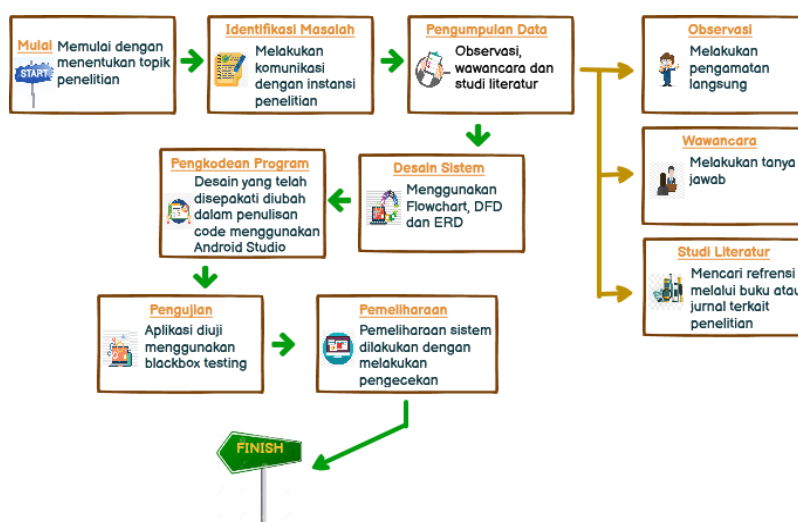 Mulai
START
Memulai dengan
menentukan topik
penelitian
Identifikasi Masalah
Melakukan
komunikasi
dengan instansi
penelitian
Pengumpulan Data
Observasi,
wawancara dan
studi literatur
Observasi
Melakukan
pengamatan
langsung
Wawancara
Melakukan tanya
jawab
Studi Literatur
Mencari refrensi
melalui buku atau
jurnal terkait
penelitian
Desain Sistem
Menggunakan
Flowchart, DFD
dan ERD
Pengkodean Program
Desain yang telah
disepakati diubah
dalam penulisan
code menggunakan
Android Studio
Pengujian
Aplikasi diuji
menggunakan
blackbox testing
Pemeliharaan
Pemeliharaan sistem
dilakukan dengan
melakukan
pengecekan
FINISH